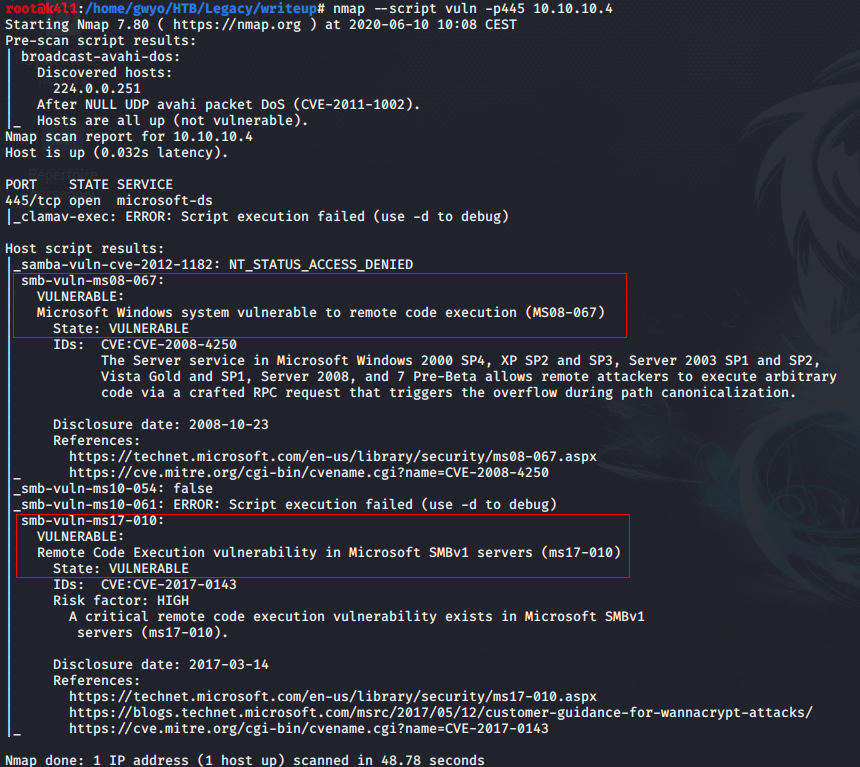 root@k4l1:/home/gwyo/HTB/Legacy/writeup# nmap --script vuln -p445 10.10.10.4
Starting Nmap 7.80 ( https://nmap.org ) at 2020-06-10 10:08 CEST
Pre-scan script results:
| broadcast-avahi-dos:
|   Discovered hosts:
|     224.0.0.251
|   After NULL UDP avahi packet DoS (CVE-2011-1002).
|_  Hosts are all up (not vulnerable).
Nmap scan report for 10.10.10.4
Host is up (0.032s latency).
Répertoire
PORT    STATE SERVICE
445/tcp open  microsoft-ds
|_clamav-exec: ERROR: Script execution failed (use -d to debug)
Host script results:
|_samba-vuln-cve-2012-1182: NT_STATUS_ACCESS_DENIED
| smb-vuln-ms08-067:
|   VULNERABLE:
|   Microsoft Windows system vulnerable to remote code execution (MS08-067)
|     State: VULNERABLE
|     IDs:  CVE:CVE-2008-4250
|           The Server service in Microsoft Windows 2000 SP4, XP SP2 and SP3, Server 2003 SP1 and SP2,
|           Vista Gold and SP1, Server 2008, and 7 Pre-Beta allows remote attackers to execute arbitrary
|           code via a crafted RPC request that triggers the overflow during path canonicalization.
|
|     Disclosure date: 2008-10-23
|     References:
|       https://technet.microsoft.com/en-us/library/security/ms08-067.aspx
|_      https://cve.mitre.org/cgi-bin/cvename.cgi?name=CVE-2008-4250
|_smb-vuln-ms10-054: false
|_smb-vuln-ms10-061: ERROR: Script execution failed (use -d to debug)
| smb-vuln-ms17-010:
|   VULNERABLE:
|   Remote Code Execution vulnerability in Microsoft SMBv1 servers (ms17-010)
|     State: VULNERABLE
|     IDs:  CVE:CVE-2017-0143
|     Risk factor: HIGH
|       A critical remote code execution vulnerability exists in Microsoft SMBv1
|        servers (ms17-010).
|
|     Disclosure date: 2017-03-14
|     References:
|       https://technet.microsoft.com/en-us/library/security/ms17-010.aspx
|       https://blogs.technet.microsoft.com/msrc/2017/05/12/customer-guidance-for-wannacrypt-attacks/
|_      https://cve.mitre.org/cgi-bin/cvename.cgi?name=CVE-2017-0143
Nmap done: 1 IP address (1 host up) scanned in 48.78 seconds